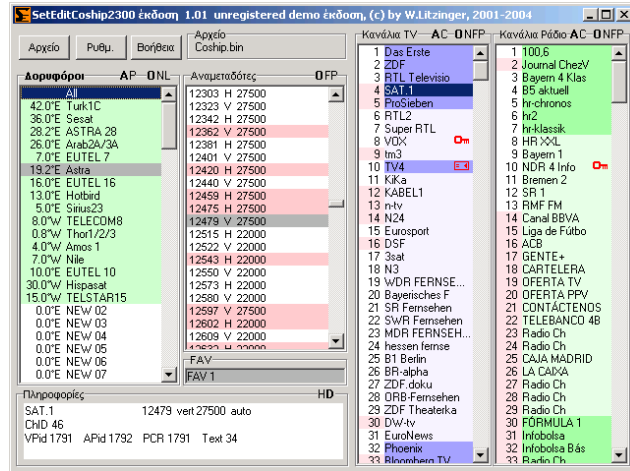 SetEditCoship2300 έκδοση 1.01 unregistered demo έκδοση, (c) by W.Litzinger, 2001-2004
Αρχείο
Ρυθμ.
Βοήθεια
Αρχείο
Coship.bin
Δορυφόροι AP ONL
All
42.0°E Turk1C
36.0°E Sesat
28.2°E ASTRA 28
26.0°E Arab2A/3A
7.0°E EUTEL 7
19.2°E Astra
16.0°E EUTEL 16
13.0°E Hotbird
5.0°E Sirius23
8.0°W TELECOM8
0.8°W Thor1/2/3
4.0°W Amos 1
7.0°W Nile
10.0°E EUTEL 10
30.0°W Hispasat
15.0°W TELSTAR15
0.0°E NEW 02
0.0°E NEW 03
0.0°E NEW 04
0.0°E NEW 05
0.0°E NEW 06
0.0°E NEW 07
Αναμεταδότες OFP
12303 H 27500
12323 V 27500
12342 H 27500
12362 V 27500
12381 H 27500
12401 V 27500
12420 H 27500
12440 V 27500
12459 H 27500
12475 H 27500
12479 V 27500
12515 H 22000
12522 V 22000
12543 H 22000
12550 V 22000
12573 H 22000
12580 V 22000
12597 V 27500
12602 H 22000
12609 V 22000
12633 H 22000
FAV
FAV 1
Κανάλια TV AC ONFP
1 Das Erste
2 ZDF
3 RTL Televisio
4 SAT.1
5 ProSieben
6 RTL2
7 Super RTL
8 VOX
9 tm3
10 TV4
11 KiKa
12 KABEL1
13 n-tv
14 N24
15 Eurosport
16 DSF
17 3sat
18 N3
19 WDR FERNSE...
20 Bayerisches F
21 SR Fernsehen
22 SWR Fernsehen
23 MDR FERNSEH...
24 hessen fernse
25 B1 Berlin
26 BR-alpha
27 ZDF.doku
28 ORB-Fernsehen
29 ZDF Theaterka
30 DW-tv
31 EuroNews
32 Phoenix
33 Bloomberg TV
Κανάλια Ράδιο AC ONFP
1 100,6
2 Journal ChezV
3 Bayern 4 Klas
4 B5 aktuell
5 hr-chronos
6 hr2
7 hr-klassik
8 HR XXL
9 Bayern 1
10 NDR 4 Info
11 Bremen 2
12 SR 1
13 RMF FM
14 Canal BBVA
15 Liga de Fútbo
16 ACB
17 GENTE+
18 CARTELERA
19 OFERTA TV
20 OFERTA PPV
21 CONTÁCTENOS
22 TELEBANCO 4B
23 Radio Ch
24 Radio Ch
25 CAJA MADRID
26 LA CAIXA
27 Radio Ch
28 Radio Ch
29 Radio Ch
30 FÓRMULA 1
31 Infobolsa
32 Infobolsa Bás
33 Radio Ch
Πληροφορίες HD
SAT.1 12479 vert 27500 auto
ChID 46
VPid 1791 APid 1792 PCR 1791 Text 34